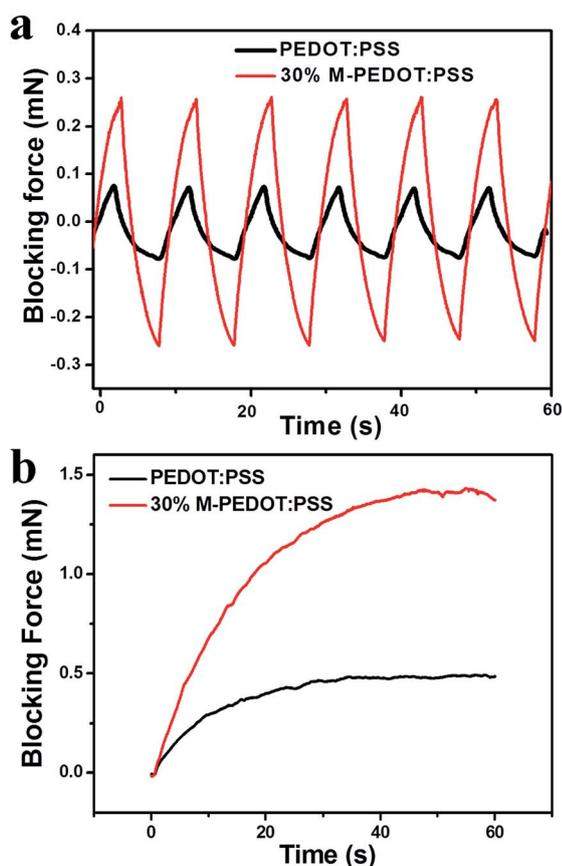 a
0.4
PEDOT:PSS
0.3
30% M-PEDOT:PSS
0.2
0.1
0.0
-0.1
-0.2
-0.3
Blocking force (mN)
0 20 40 60
Time (s)
b
1.5
PEDOT:PSS
30% M-PEDOT:PSS
1.0
0.5
0.0
Blocking Force (mN)
0 20 40 60
Time (s)